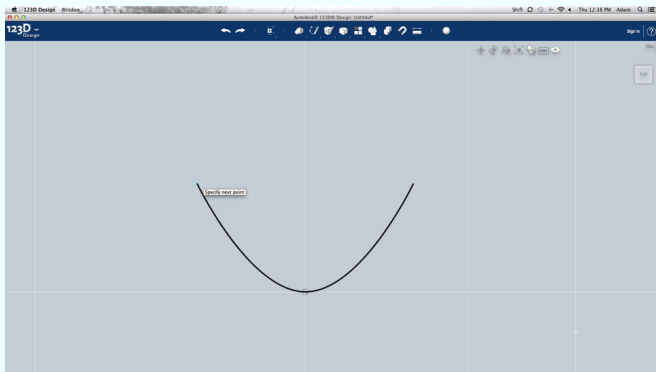 123D Design Window
Shift
Thu 12:38 PM Adam
Autodesk® 123D® Design: Untitled*
123D
Design
Sign In
?
TOP
Specify next point